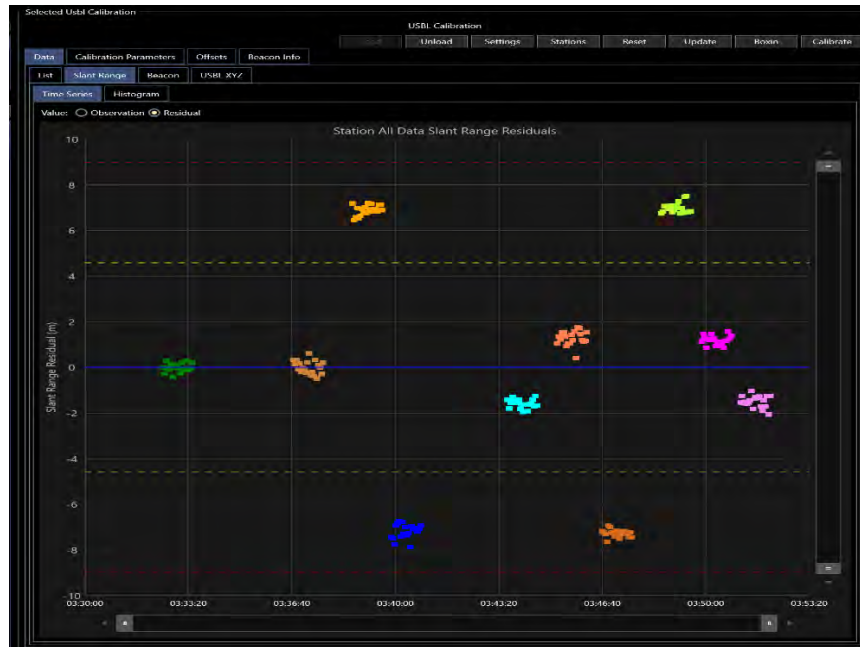 Selected Usbl Calibration
USBL Calibration
Unload Settings Stations Reset Update Boxin Calibrate
Data Calibration Parameters Offsets Beacon Info
List Slant Range Beacon USBL XYZ
Time Series Histogram
Value: Observation Residual
Station All Data Slant Range Residuals
10
8
6
4
2
0
-2
-4
-6
-8
-10
Slant Range Residual (m)
03:30:00 03:33:20 03:36:40 03:40:00 03:43:20 03:46:40 03:50:00 03:53:20